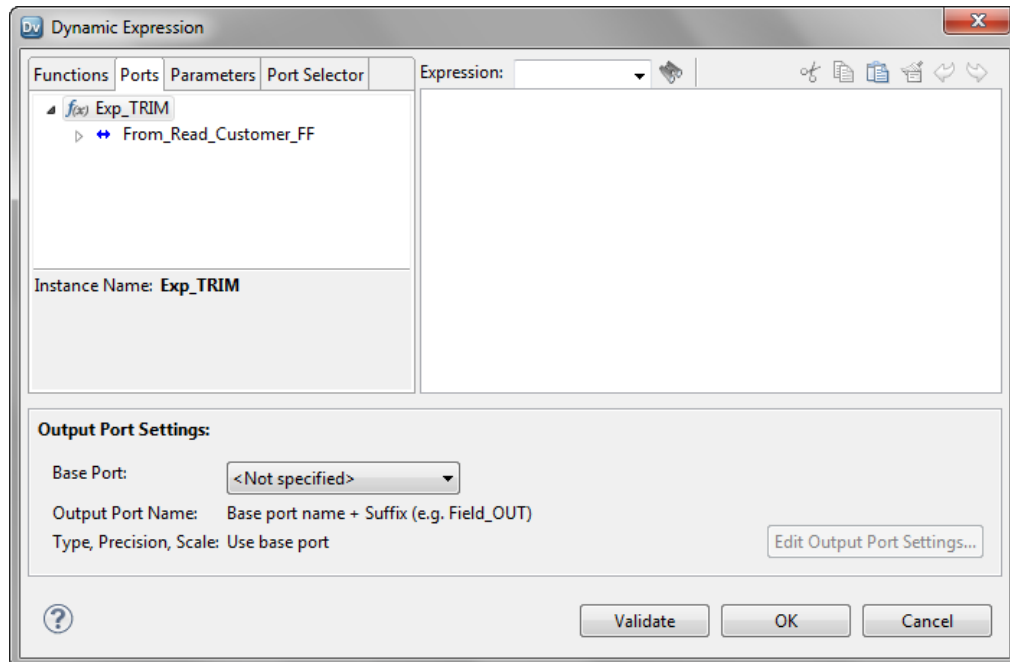 Dv Dynamic Expression
Functions Ports Parameters Port Selector
Expression:
f(x) Exp_TRIM
From_Read_Customer_FF
Instance Name: Exp_TRIM
Output Port Settings:
Base Port: <Not specified>
Output Port Name: Base port name + Suffix (e.g. Field_OUT)
Type, Precision, Scale: Use base port
Edit Output Port Settings...
? Validate OK Cancel